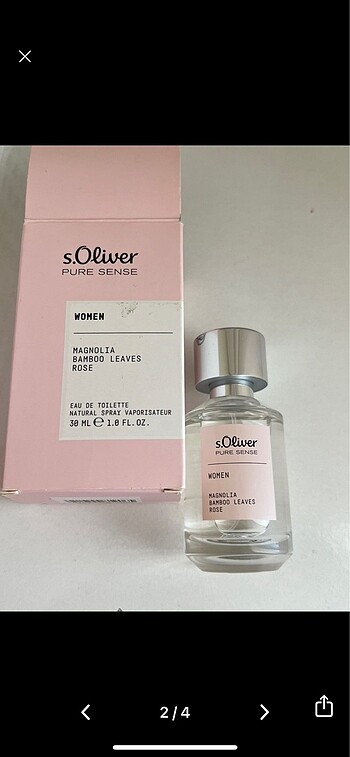 s.Oliver
PURE SENSE
WOMEN
MAGNOLIA
BAMBOO LEAVES
ROSE
EAU DE TOILETTE
NATURAL SPRAY VAPORISATEUR
30 ML ℮ 1.0 FL.OZ.
s.Oliver
PURE SENSE
WOMEN
MAGNOLIA
BAMBOO LEAVES
ROSE
2/4